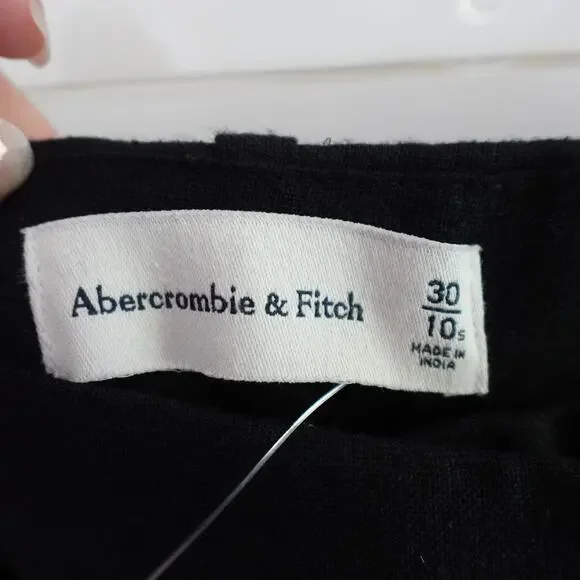 Abercrombie & Fitch
30
10s
MADE IN
INDIA